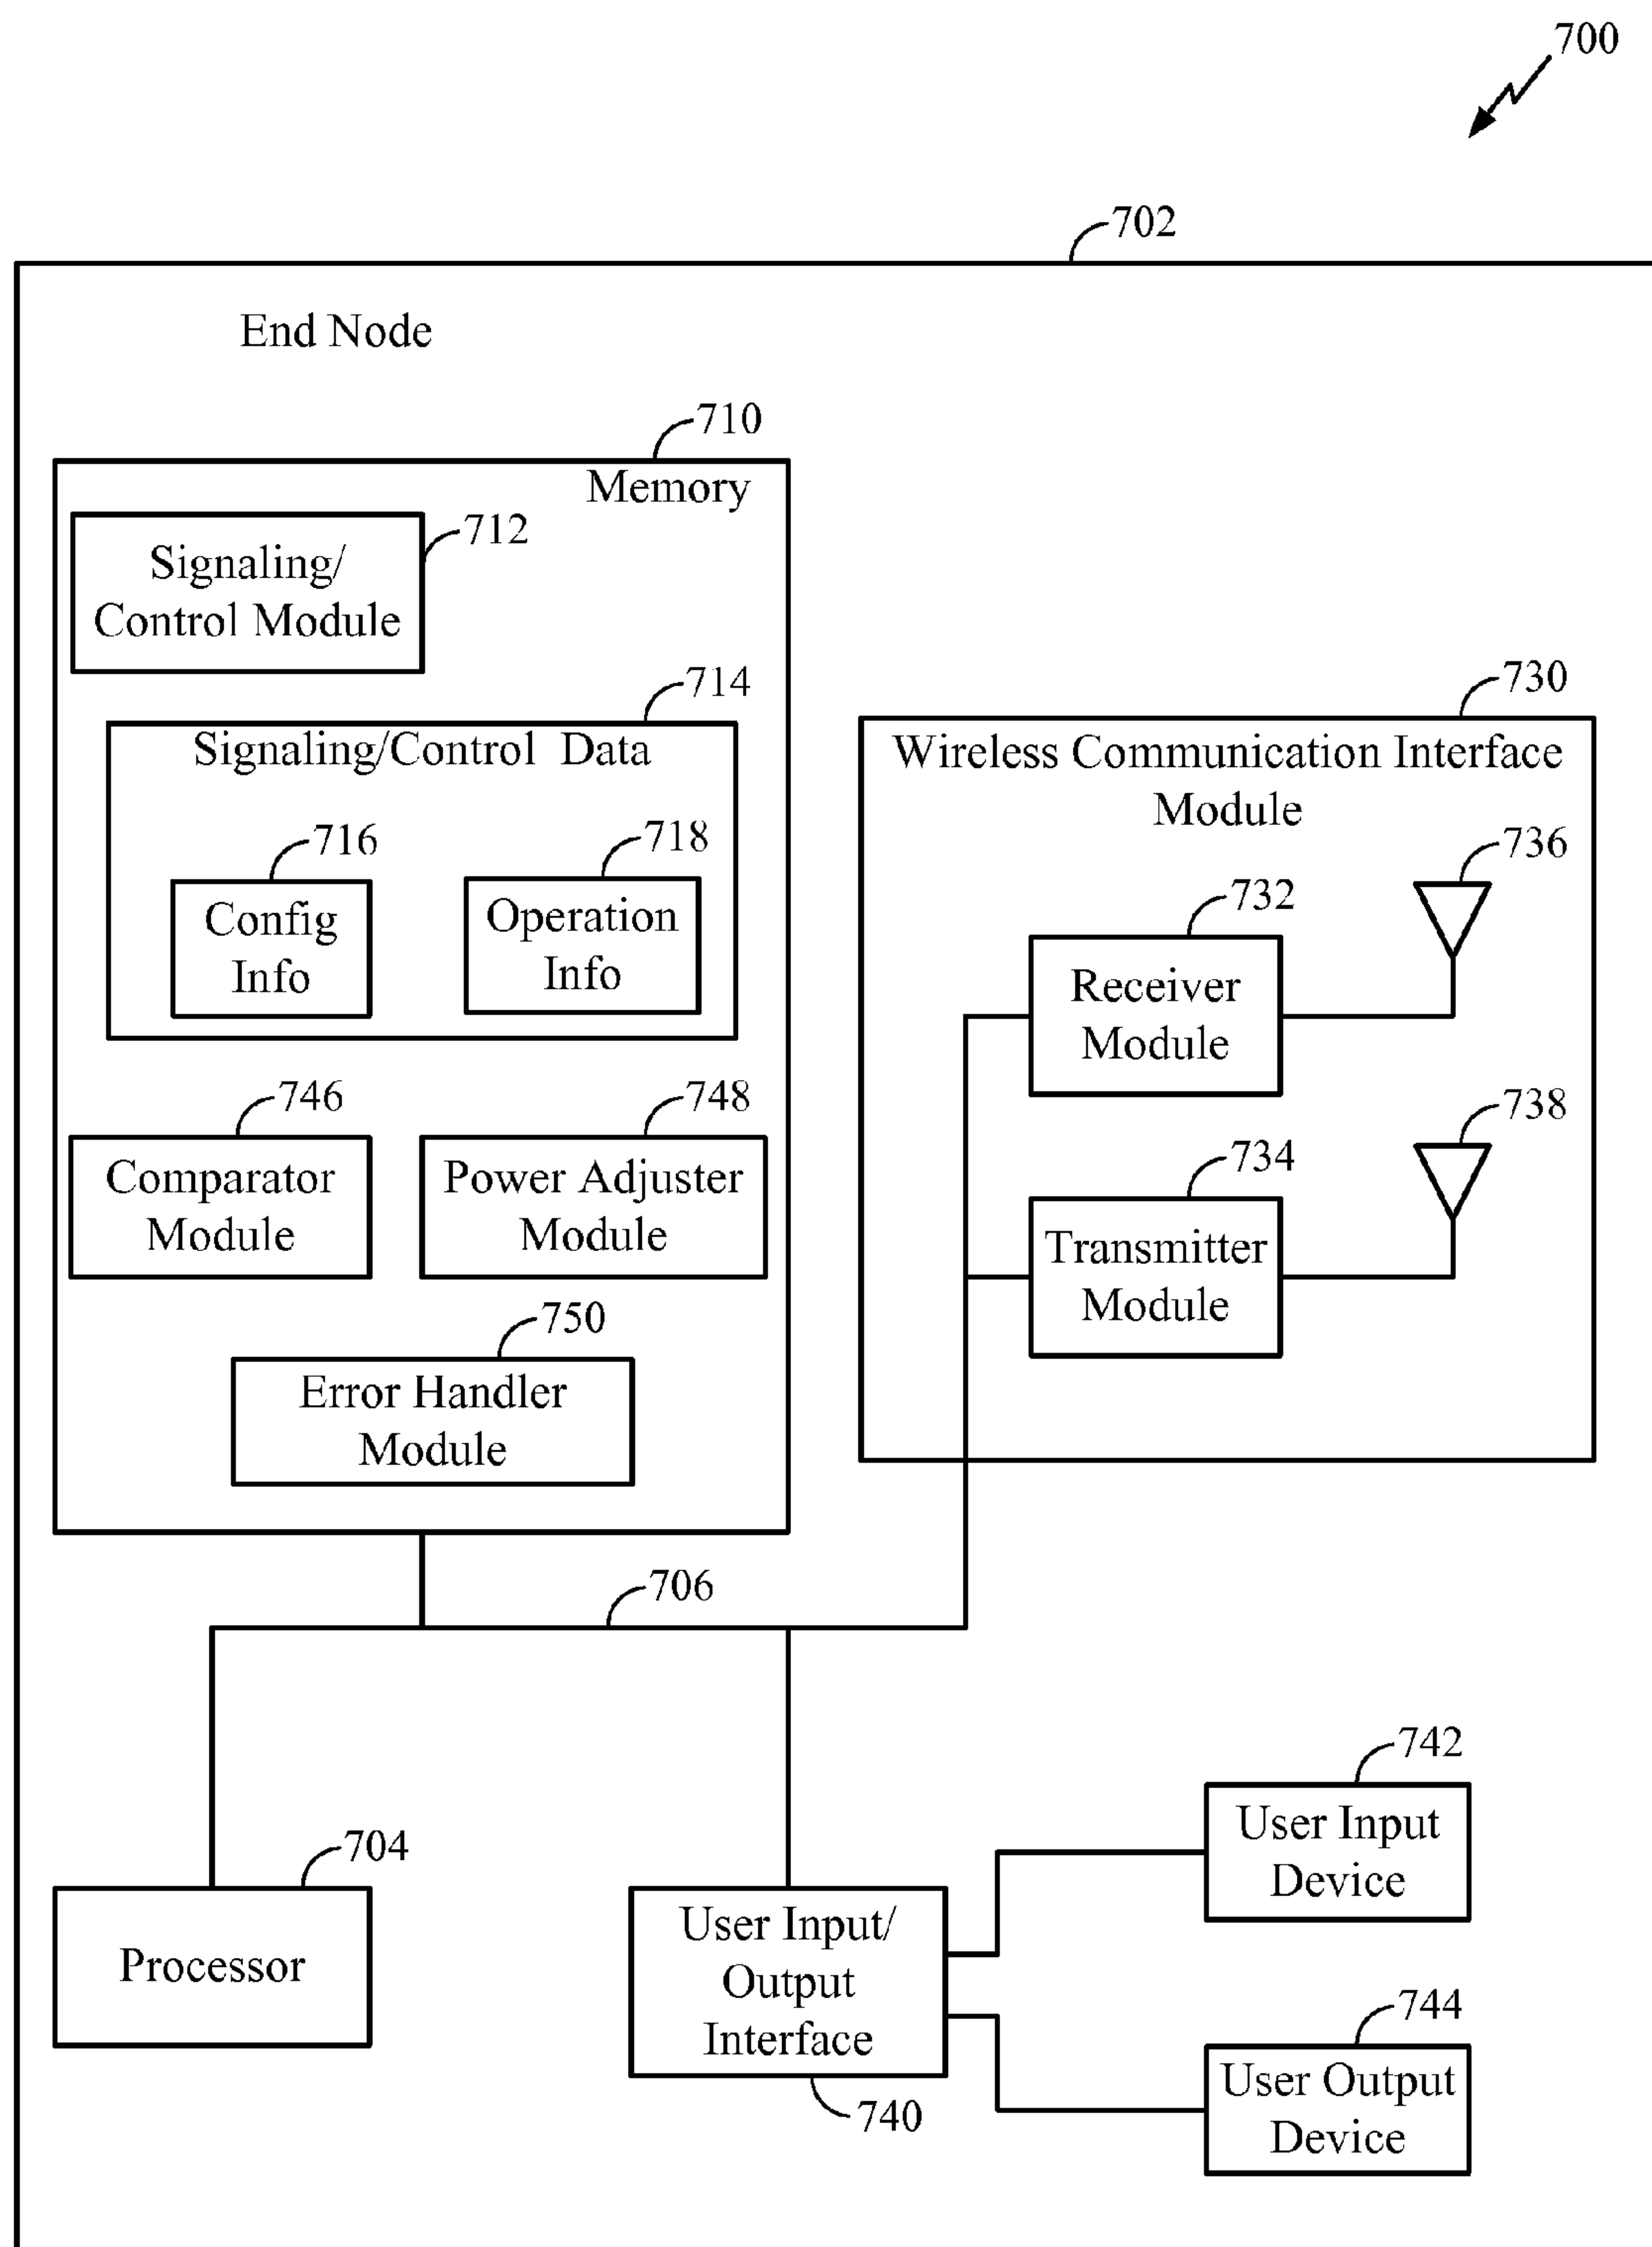 700
702
End Node
710
Memory
712
Signaling/
Control Module
714
Signaling/Control Data
716
Config
Info
718
Operation
Info
746
Comparator
Module
748
Power Adjuster
Module
750
Error Handler
Module
730
Wireless Communication Interface
Module
736
732
Receiver
Module
738
734
Transmitter
Module
706
704
Processor
User Input/
Output
Interface
740
742
User Input
Device
744
User Output
Device